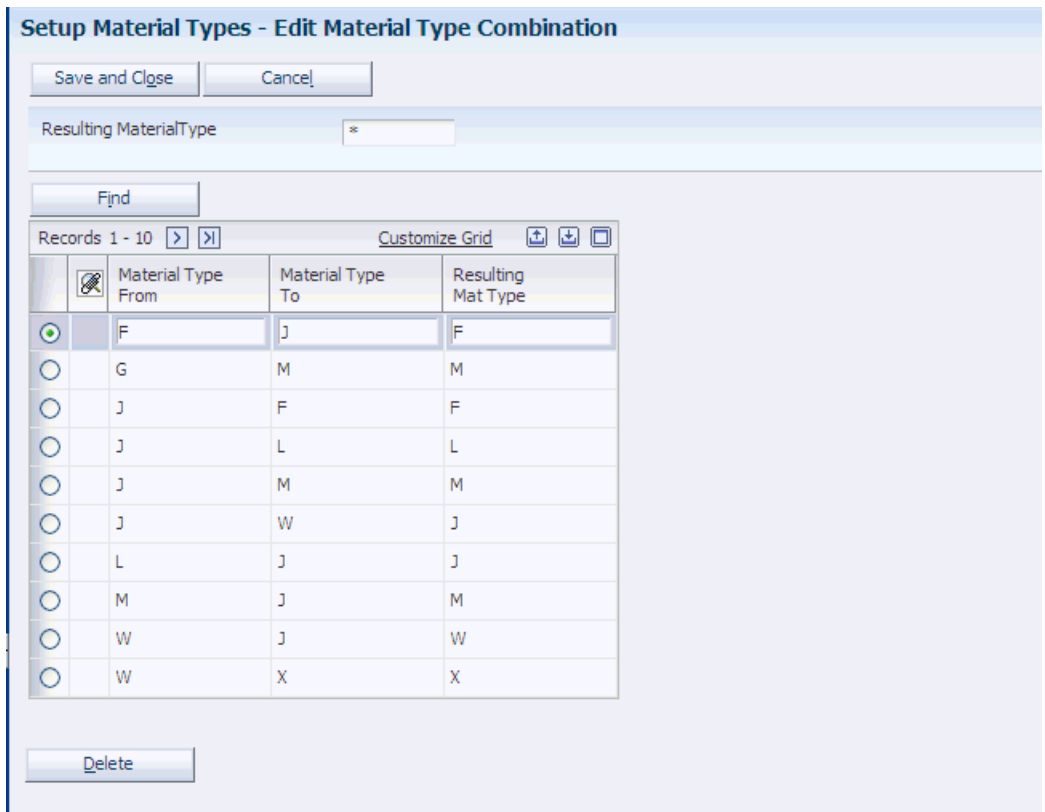 Setup Material Types - Edit Material Type Combination
Save and Close Cancel
Resulting MaterialType *
Find
Records 1 - 10 Customize Grid
Material Type From Material Type To Resulting Mat Type
F J F
G M M
J F F
J L L
J M M
J W J
L J J
M J M
W J W
W X X
Delete